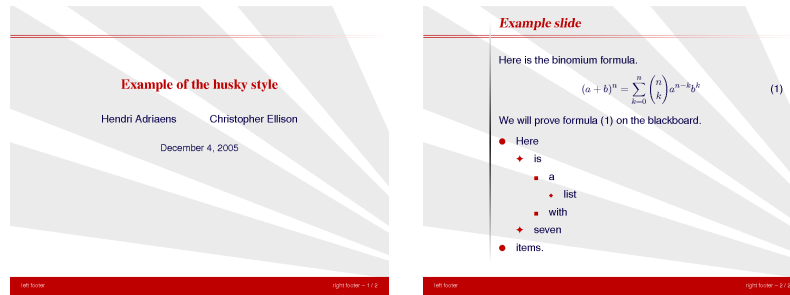 Example of the husky style
Hendri Adriaens Christopher Ellison
December 4, 2005
left footer right footer – 1 / 2
Example slide
Here is the binomium formula.
(a + b)^n = \sum_{k=0}^{n} \binom{n}{k} a^{n-k} b^k (1)
We will prove formula (1) on the blackboard.
Here
is
a
list
with
seven
items.
left footer right footer – 2 / 2